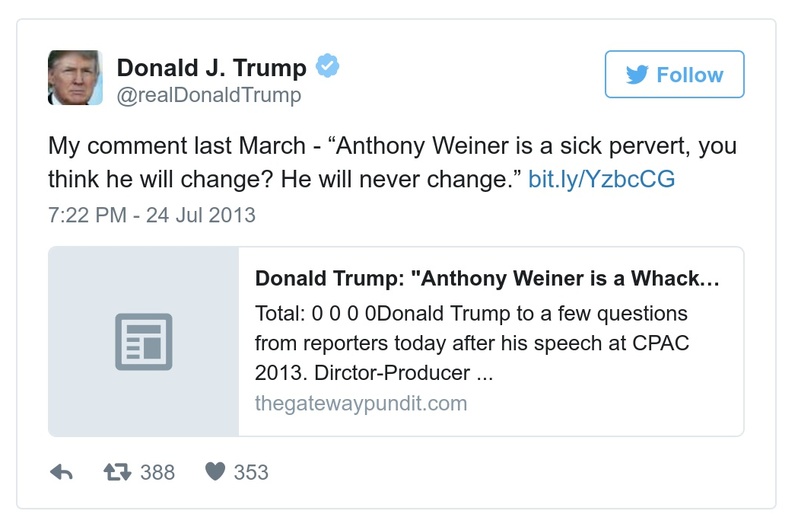 Donald J. Trump
@realDonaldTrump
Follow
My comment last March - “Anthony Weiner is a sick pervert, you
think he will change? He will never change.” bit.ly/YzbcCG
7:22 PM - 24 Jul 2013
Donald Trump: "Anthony Weiner is a Whack…
Total: 0 0 0 0Donald Trump to a few questions
from reporters today after his speech at CPAC
2013. Dirctor-Producer ...
thegatewaypundit.com
388 353